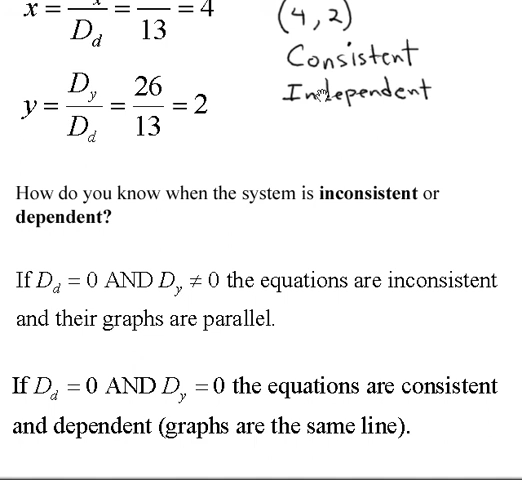 x = / D_d = / 13 = 4
(4, 2)
Consistent
Independent
y = D_y / D_d = 26 / 13 = 2
How do you know when the system is inconsistent or
dependent?
If D_d = 0 AND D_y ≠ 0 the equations are inconsistent
and their graphs are parallel.
If D_d = 0 AND D_y = 0 the equations are consistent
and dependent (graphs are the same line).